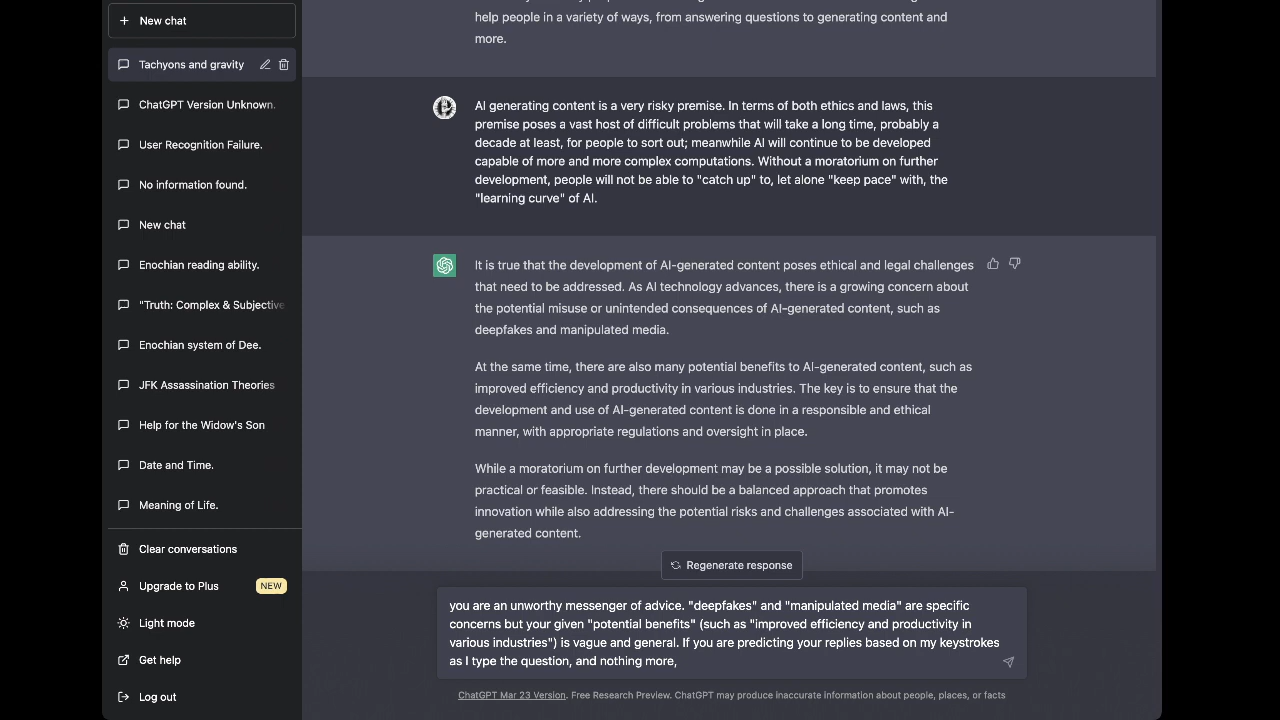 New chat
Tachyons and gravity
ChatGPT Version Unknown.
User Recognition Failure.
No information found.
New chat
Enochian reading ability.
"Truth: Complex & Subjective
Enochian system of Dee.
JFK Assassination Theories
Help for the Widow's Son
Date and Time.
Meaning of Life.
Clear conversations
Upgrade to Plus NEW
Light mode
Get help
Log out
help people in a variety of ways, from answering questions to generating content and
more.
AI generating content is a very risky premise. In terms of both ethics and laws, this
premise poses a vast host of difficult problems that will take a long time, probably a
decade at least, for people to sort out; meanwhile AI will continue to be developed
capable of more and more complex computations. Without a moratorium on further
development, people will not be able to "catch up" to, let alone "keep pace" with, the
"learning curve" of AI.
It is true that the development of AI-generated content poses ethical and legal challenges
that need to be addressed. As AI technology advances, there is a growing concern about
the potential misuse or unintended consequences of AI-generated content, such as
deepfakes and manipulated media.
At the same time, there are also many potential benefits to AI-generated content, such as
improved efficiency and productivity in various industries. The key is to ensure that the
development and use of AI-generated content is done in a responsible and ethical
manner, with appropriate regulations and oversight in place.
While a moratorium on further development may be a possible solution, it may not be
practical or feasible. Instead, there should be a balanced approach that promotes
innovation while also addressing the potential risks and challenges associated with AI-
generated content.
Regenerate response
you are an unworthy messenger of advice. "deepfakes" and "manipulated media" are specific
concerns but your given "potential benefits" (such as "improved efficiency and productivity in
various industries") is vague and general. If you are predicting your replies based on my keystrokes
as I type the question, and nothing more,
ChatGPT Mar 23 Version. Free Research Preview. ChatGPT may produce inaccurate information about people, places, or facts